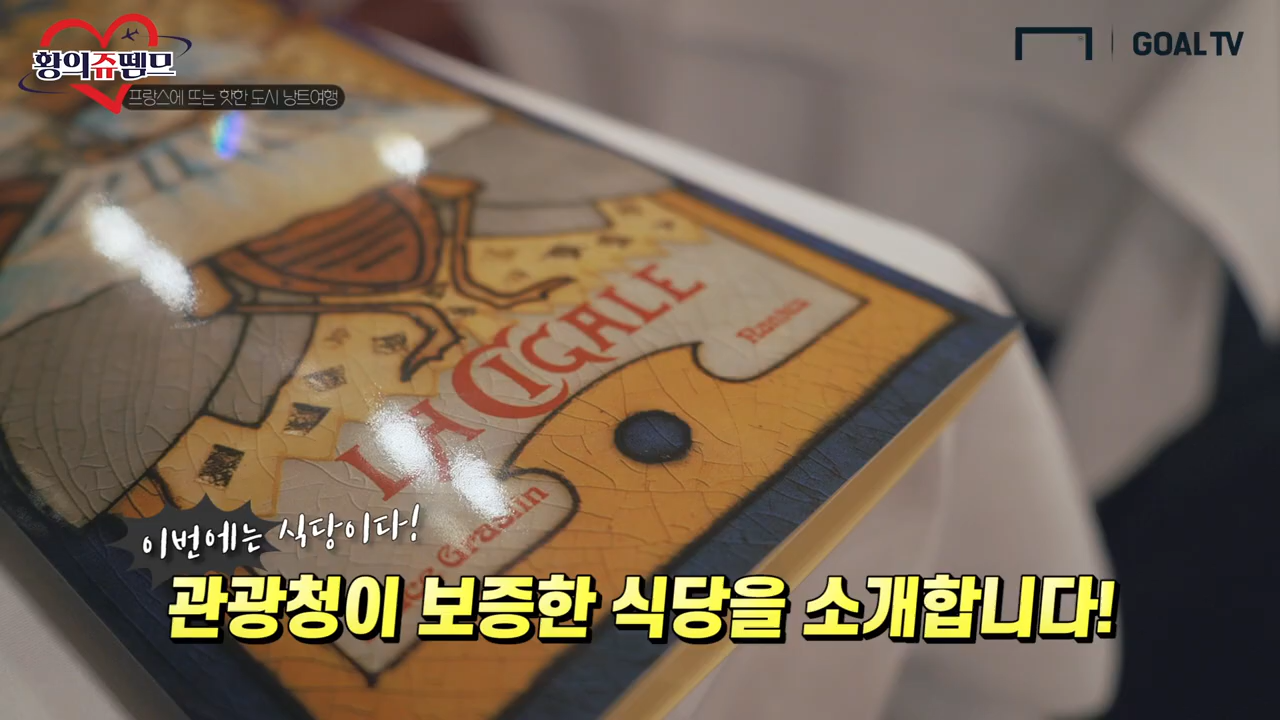 황의쥬뗌므
프랑스에 뜨는 핫한 도시 낭트여행
GOAL TV
LA CIGALE
Graslin
이번에는 식당이다!
관광청이 보증한 식당을 소개합니다!